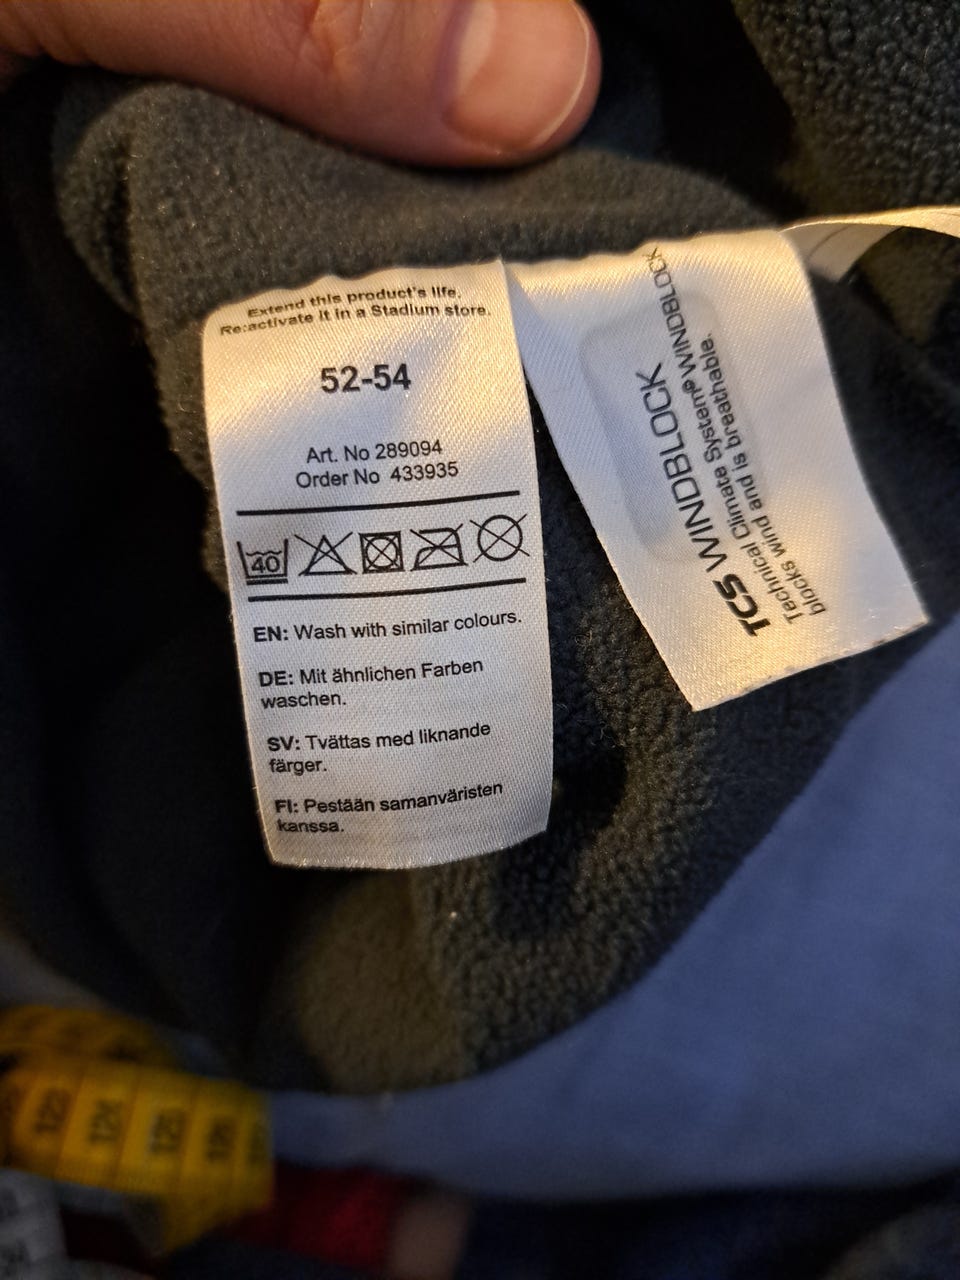 Extend this product's life.
Re:activate it in a Stadium store.
52-54
Art. No 289094
Order No 433935
40
EN: Wash with similar colours.
DE: Mit ähnlichen Farben
waschen.
SV: Tvättas med liknande
färger.
FI: Pestään samanväristen
kanssa.
WINDBLOCK
TCS WINDBLOCK
Technical Climate System® WINDBLOCK
blocks wind and is breathable.